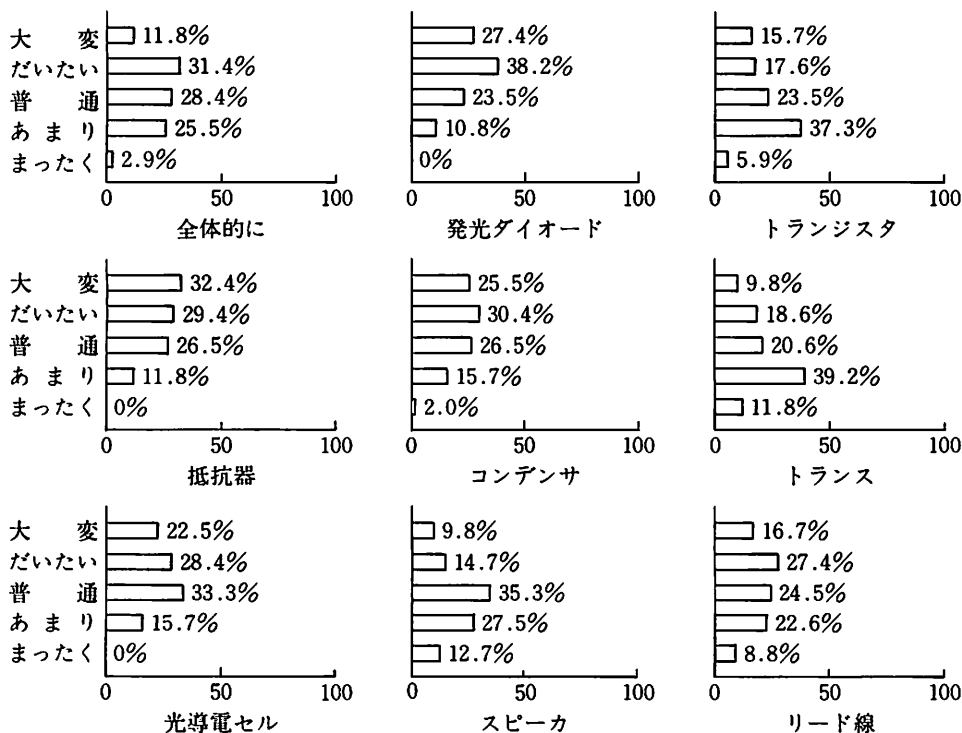 大変 11.8% 27.4% 15.7%
だいたい 31.4% 38.2% 17.6%
普通 28.4% 23.5% 23.5%
あまり 25.5% 10.8% 37.3%
まったく 2.9% 0% 5.9%
0 50 100 0 50 100 0 50 100
全体的に 発光ダイオード トランジスタ
大変 32.4% 25.5% 9.8%
だいたい 29.4% 30.4% 18.6%
普通 26.5% 26.5% 20.6%
あまり 11.8% 15.7% 39.2%
まったく 0% 2.0% 11.8%
0 50 100 0 50 100 0 50 100
抵抗器 コンデンサ トランス
大変 22.5% 9.8% 16.7%
だいたい 28.4% 14.7% 27.4%
普通 33.3% 35.3% 24.5%
あまり 15.7% 27.5% 22.6%
まったく 0% 12.7% 8.8%
0 50 100 0 50 100 0 50 100
光導電セル スピーカ リード線